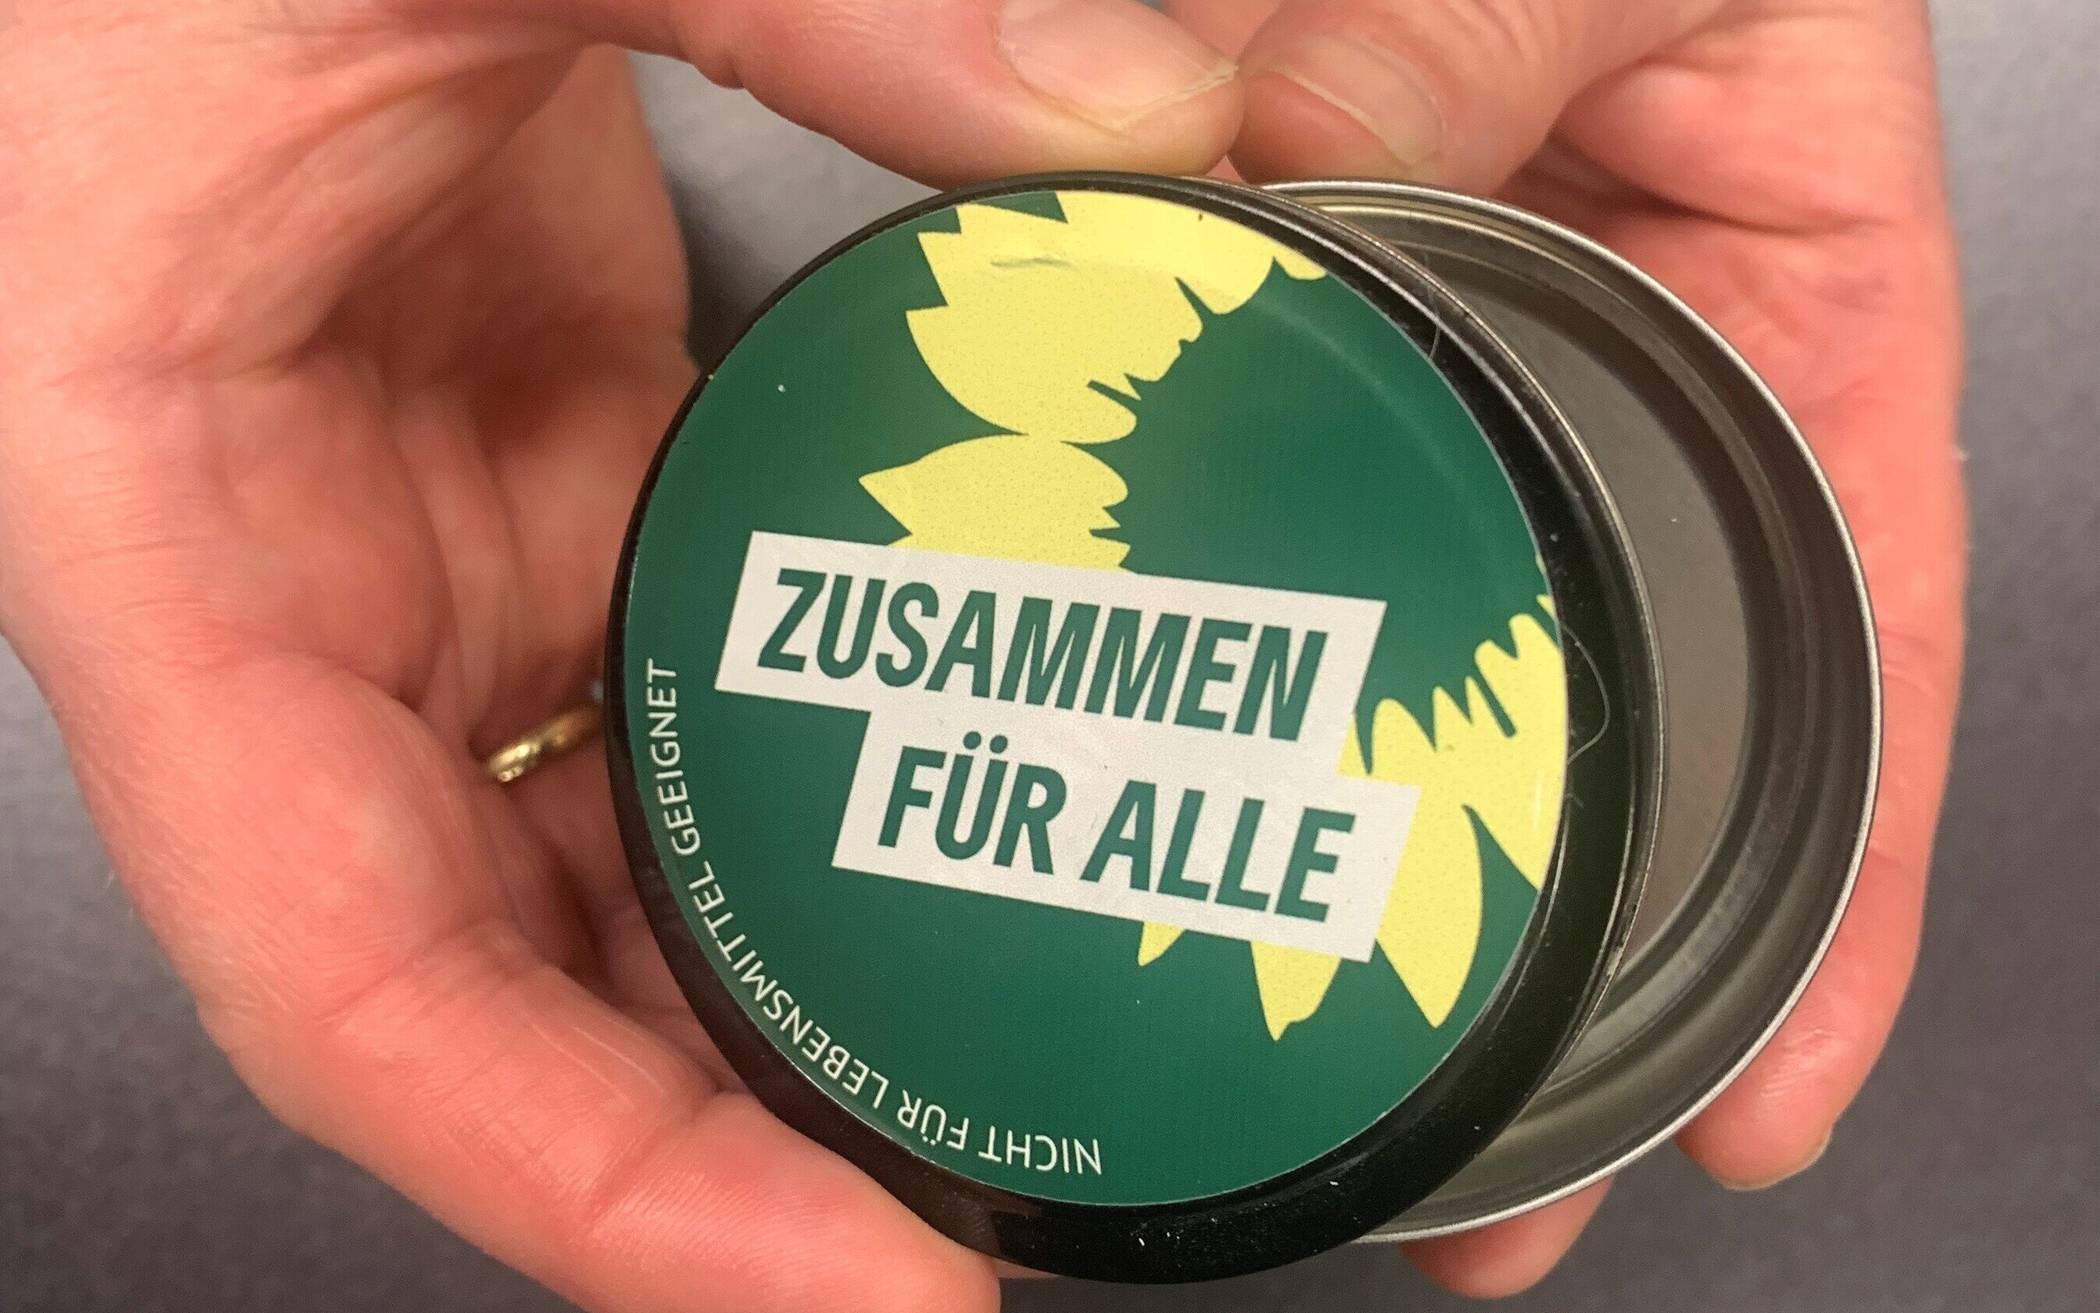 ZUSAMMEN
FÜR ALLE
NICHT FÜR LEBENSMITTEL GEEIGNET